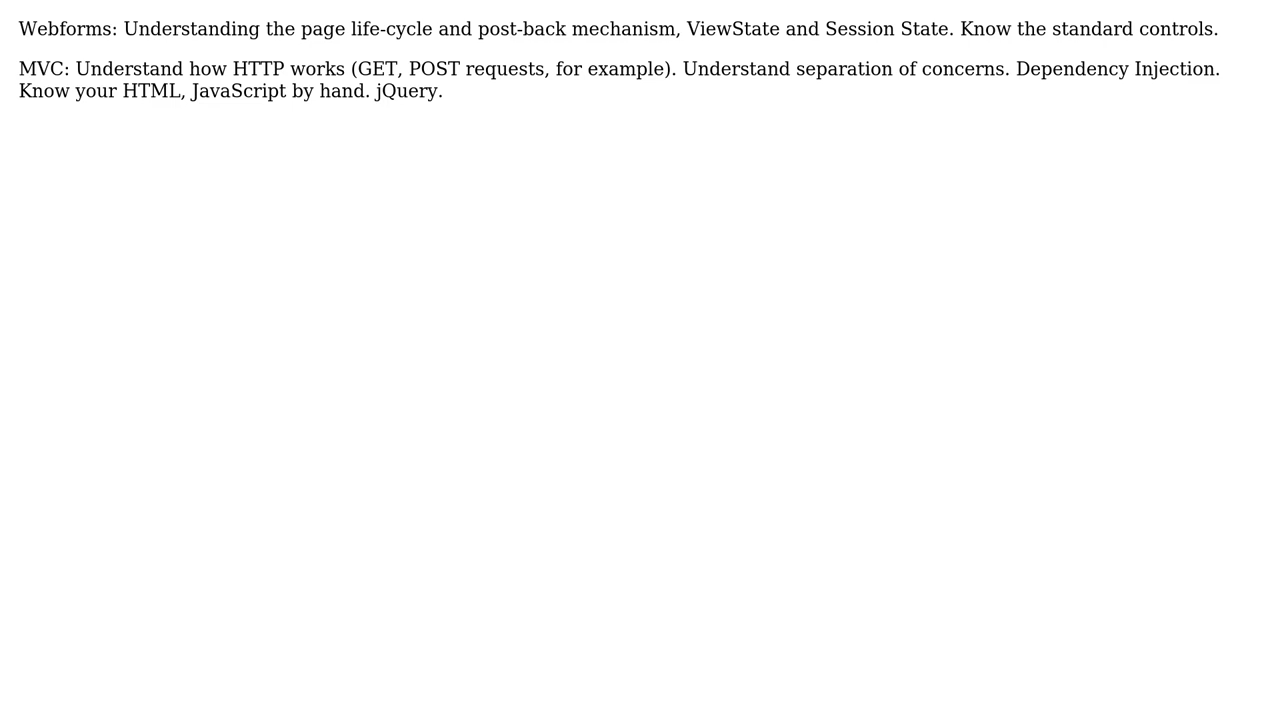 Webforms: Understanding the page life-cycle and post-back mechanism, ViewState and Session State. Know the standard controls.
MVC: Understand how HTTP works (GET, POST requests, for example). Understand separation of concerns. Dependency Injection.
Know your HTML, JavaScript by hand. jQuery.